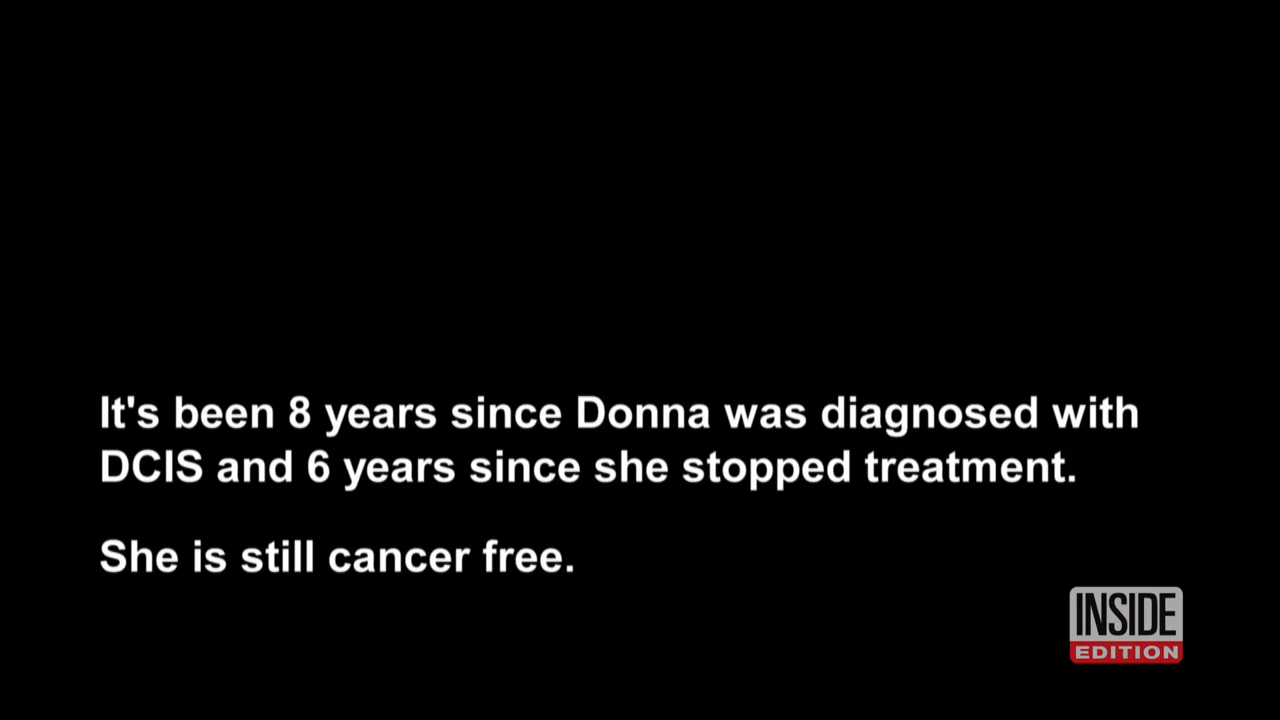 It's been 8 years since Donna was diagnosed with
DCIS and 6 years since she stopped treatment.
She is still cancer free.
INSIDE
EDITION